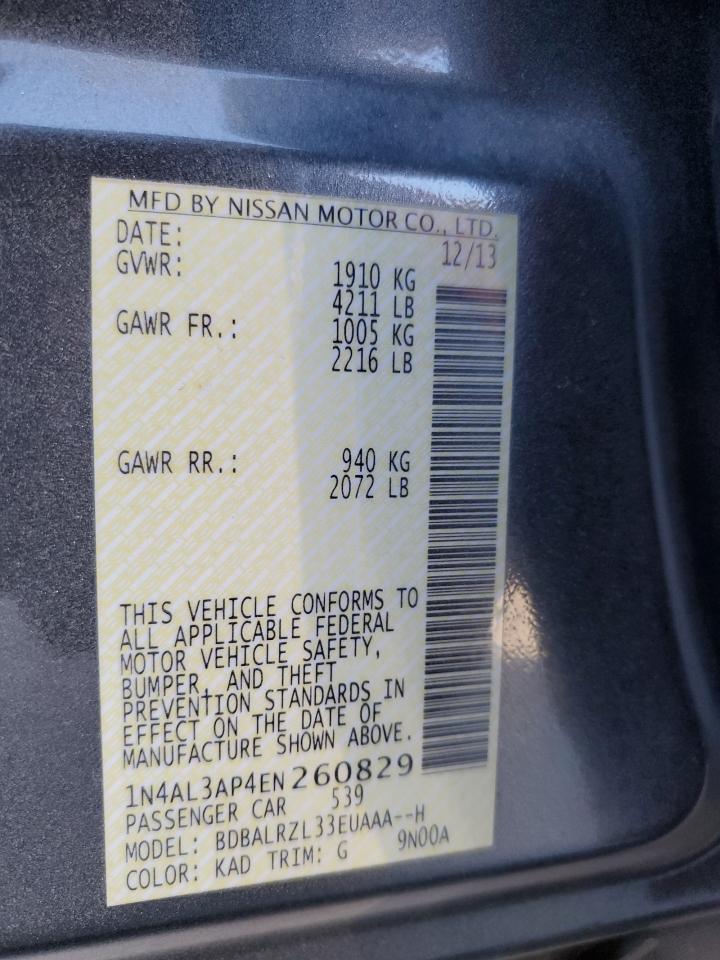 MFD BY NISSAN MOTOR CO., LTD.
DATE: 12/13
GVWR: 1910 KG
4211 LB
GAWR FR.: 1005 KG
2216 LB
GAWR RR.: 940 KG
2072 LB
THIS VEHICLE CONFORMS TO
ALL APPLICABLE FEDERAL
MOTOR VEHICLE SAFETY,
BUMPER, AND THEFT
PREVENTION STANDARDS IN
EFFECT ON THE DATE OF
MANUFACTURE SHOWN ABOVE.
1N4AL3AP4EN260829
PASSENGER CAR 539
MODEL: BDBALRZL33EUAAA--H
COLOR: KAD TRIM: G 9N00A